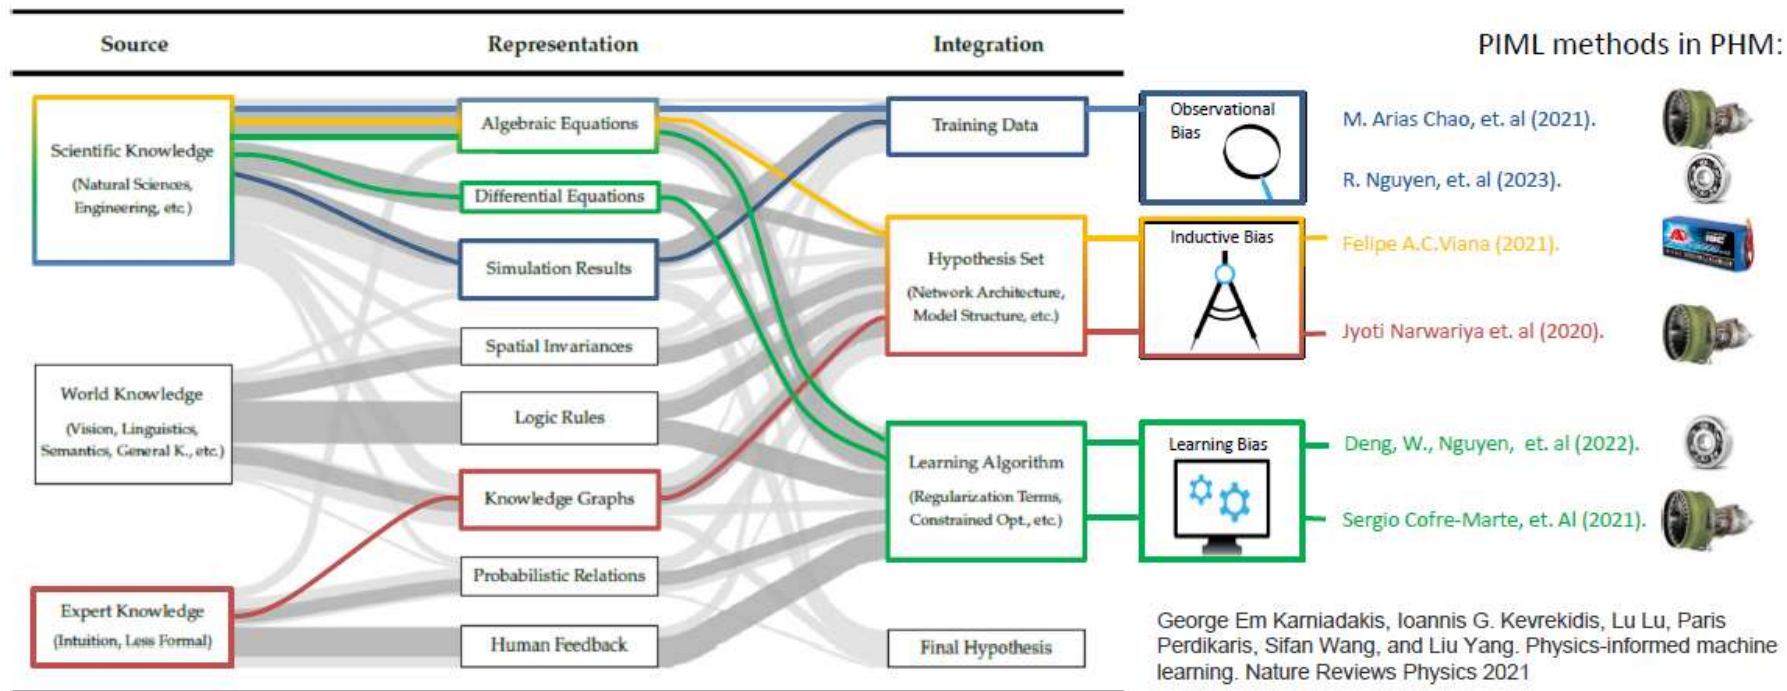 Source
Representation
Integration
PIML methods in PHM:
Scientific Knowledge
(Natural Sciences,
Engineering, etc.)
World Knowledge
(Vision, Linguistics,
Semantics, General K., etc.)
Expert Knowledge
(Intuition, Less Formal)
Algebraic Equations
Differential Equations
Simulation Results
Spatial Invariances
Logic Rules
Knowledge Graphs
Probabilistic Relations
Human Feedback
Training Data
Hypothesis Set
(Network Architecture,
Model Structure, etc.)
Learning Algorithm
(Regularization Terms,
Constrained Opt., etc.)
Final Hypothesis
Observational
Bias
Inductive Bias
Learning Bias
M. Arias Chao, et. al (2021).
R. Nguyen, et. al (2023).
Felipe A.C.Viana (2021).
Jyoti Narwariya et. al (2020).
Deng, W., Nguyen, et. al (2022).
Sergio Cofre-Marte, et. Al (2021).
George Em Karniadakis, Ioannis G. Kevrekidis, Lu Lu, Paris
Perdikaris, Sifan Wang, and Liu Yang. Physics-informed machine
learning. Nature Reviews Physics 2021